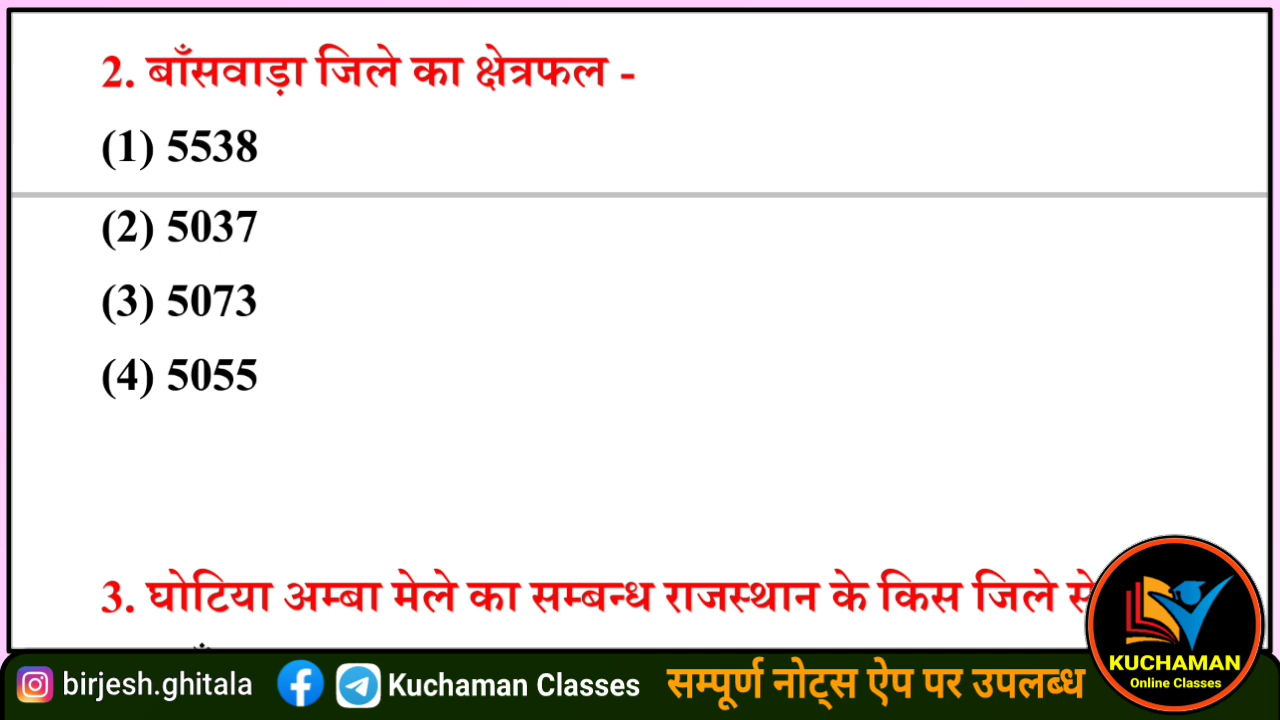 2. बाँसवाड़ा जिले का क्षेत्रफल -
(1) 5538
(2) 5037
(3) 5073
(4) 5055
3. घोटिया अम्बा मेले का सम्बन्ध राजस्थान के किस जिले से
KUCHAMAN
Online Classes
birjesh.ghitala
Kuchaman Classes
सम्पूर्ण नोट्स ऐप पर उपलब्ध